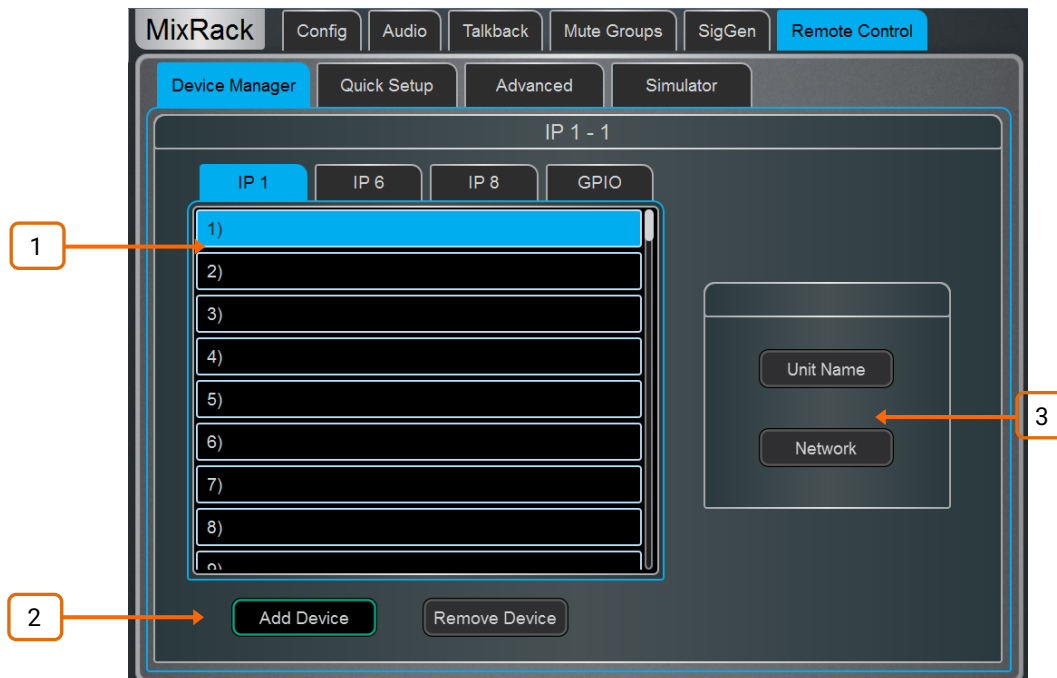 MixRack Config Audio Talkback Mute Groups SigGen Remote Control
Device Manager Quick Setup Advanced Simulator
IP 1 - 1
IP 1 IP 6 IP 8 GPIO
1)
1
2)
3)
4)
Unit Name
5)
3
6)
Network
7)
8)
9)
2
Add Device Remove Device